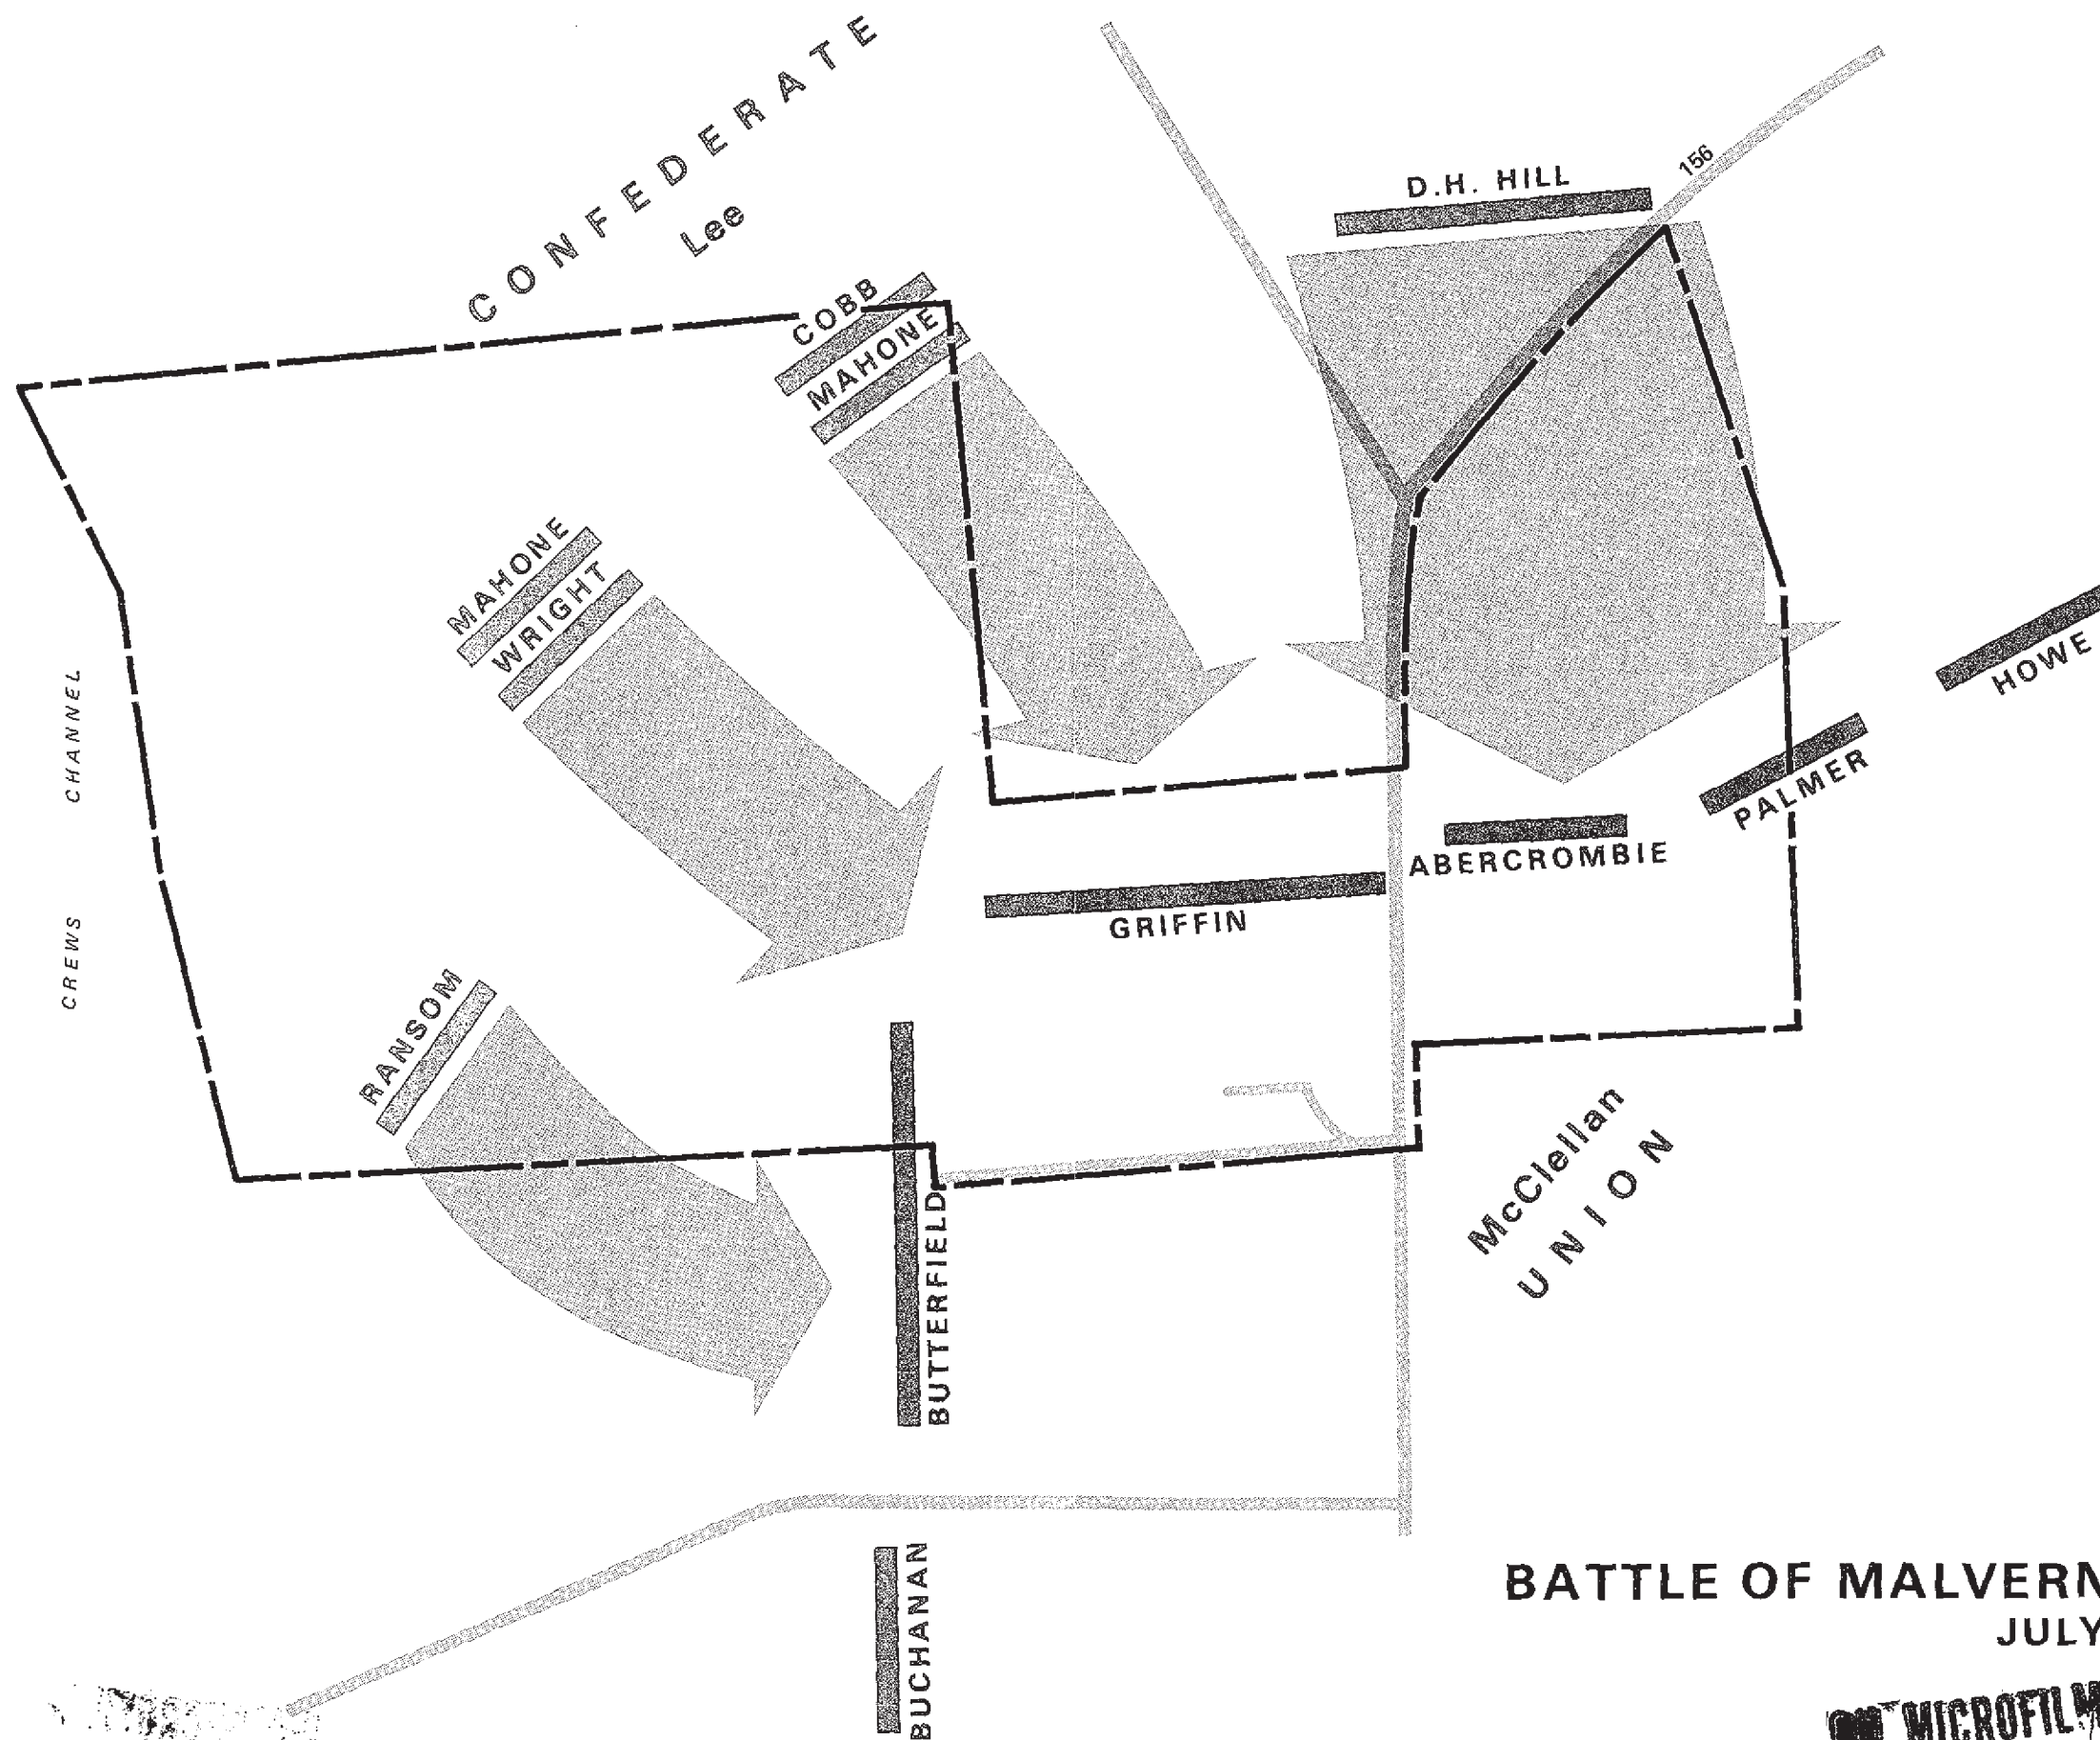 CONFEDERATE
Lee
156
D.H. HILL
COBB
MAHONE
MAHONE
WRIGHT
HOWE
CHANNEL
CREWS
PALMER
ABERCROMBIE
GRIFFIN
RANSOM
McClellan
UNION
BUTTERFIELD
BUCHANAN
BATTLE OF MALVERN
JULY
ON MICROFILM